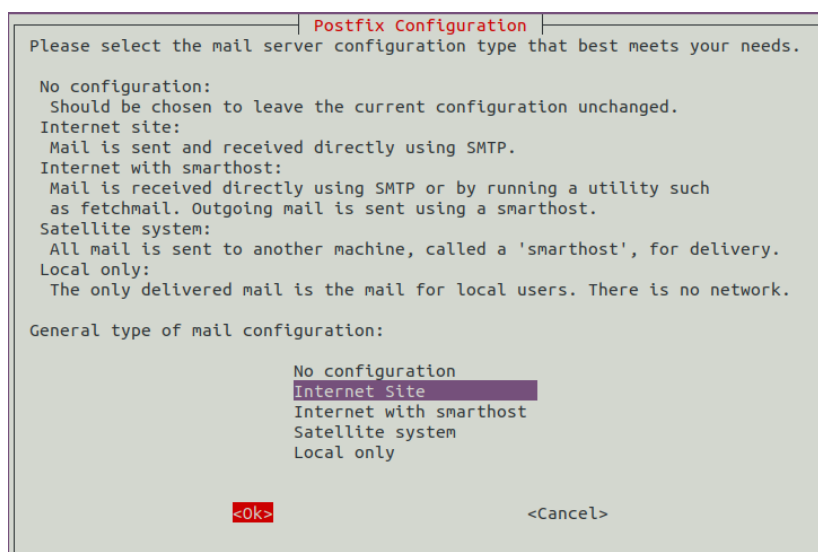 Postfix Configuration
Please select the mail server configuration type that best meets your needs.
No configuration:
Should be chosen to leave the current configuration unchanged.
Internet site:
Mail is sent and received directly using SMTP.
Internet with smarthost:
Mail is received directly using SMTP or by running a utility such
as fetchmail. Outgoing mail is sent using a smarthost.
Satellite system:
All mail is sent to another machine, called a 'smarthost', for delivery.
Local only:
The only delivered mail is the mail for local users. There is no network.
General type of mail configuration:
No configuration
Internet Site
Internet with smarthost
Satellite system
Local only
<Ok> <Cancel>